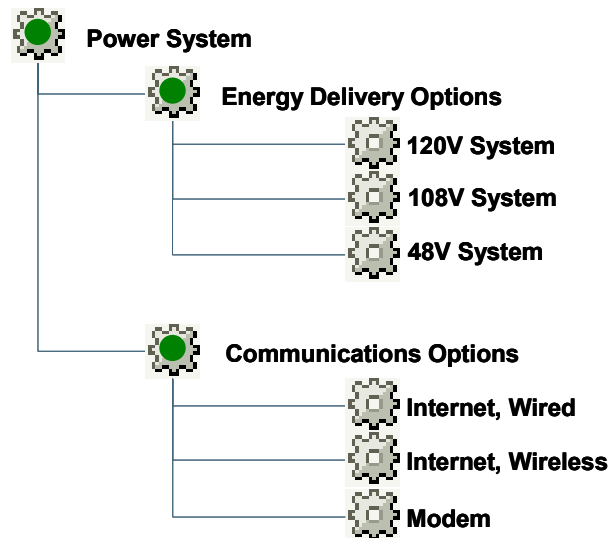 Power System
Energy Delivery Options
120V System
108V System
48V System
Communications Options
Internet, Wired
Internet, Wireless
Modem